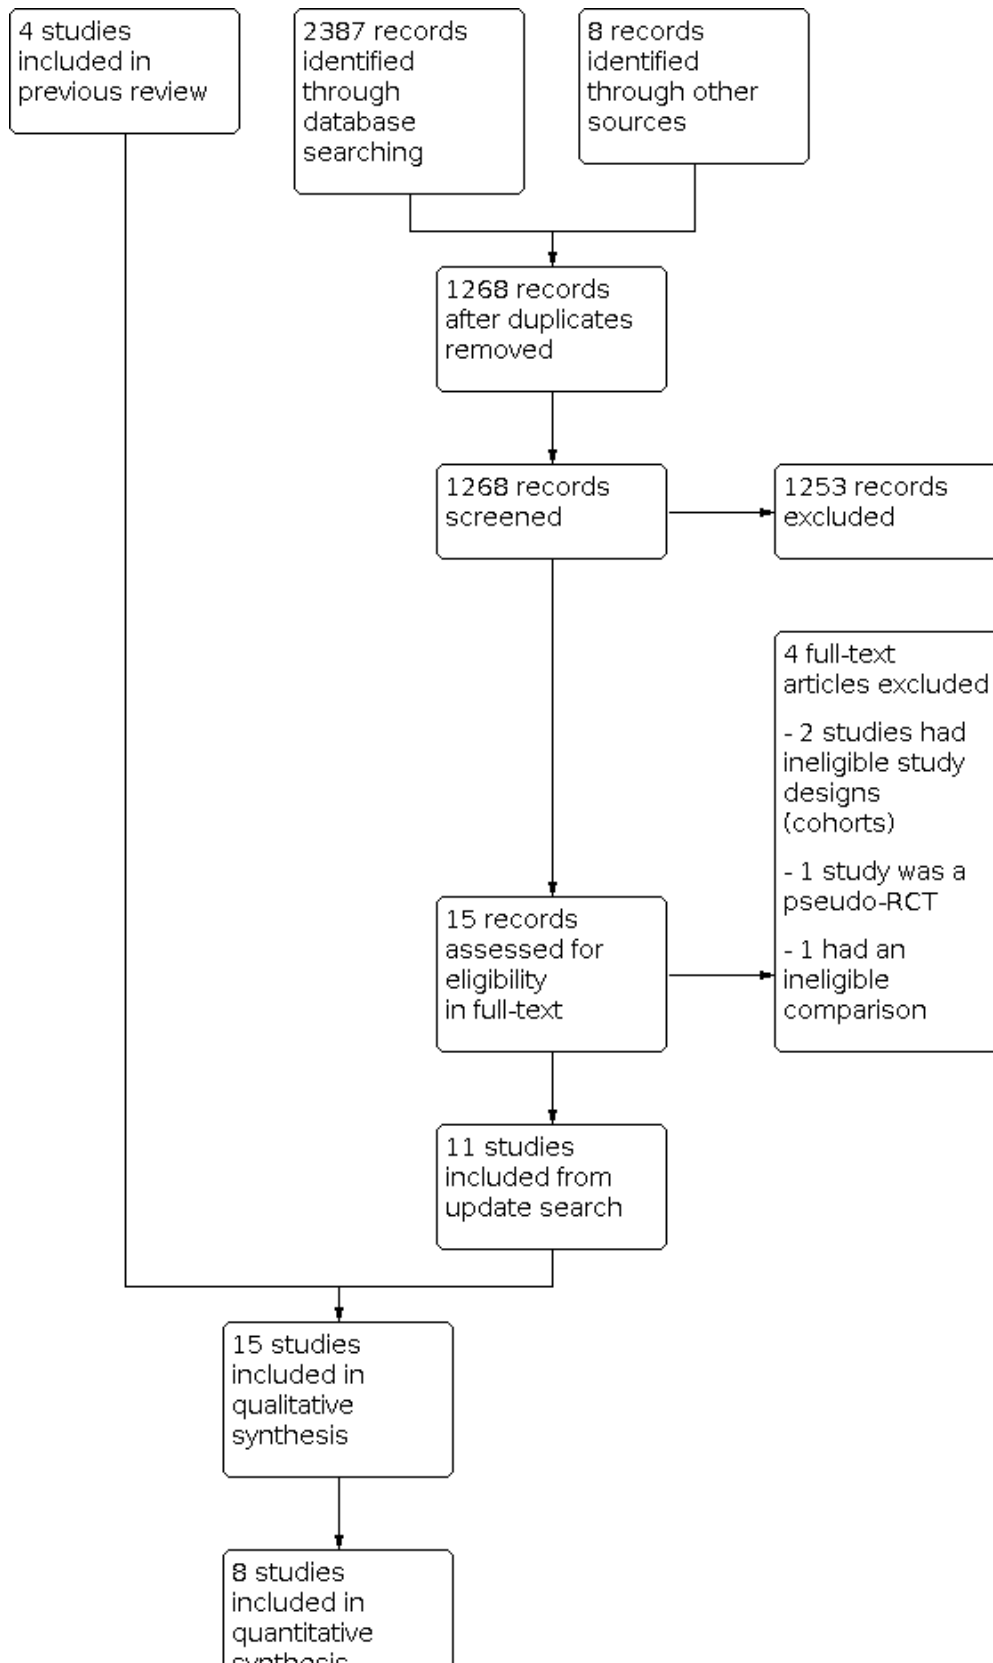 4 studies
included in
previous review
2387 records
identified
through
database
searching
8 records
identified
through other
sources
1268 records
after duplicates
removed
1268 records
screened
1253 records
excluded
4 full-text
articles excluded
- 2 studies had
ineligible study
designs
(cohorts)
- 1 study was a
pseudo-RCT
- 1 had an
ineligible
comparison
15 records
assessed for
eligibility
in full-text
11 studies
included from
update search
15 studies
included in
qualitative
synthesis
8 studies
included in
quantitative
synthesis